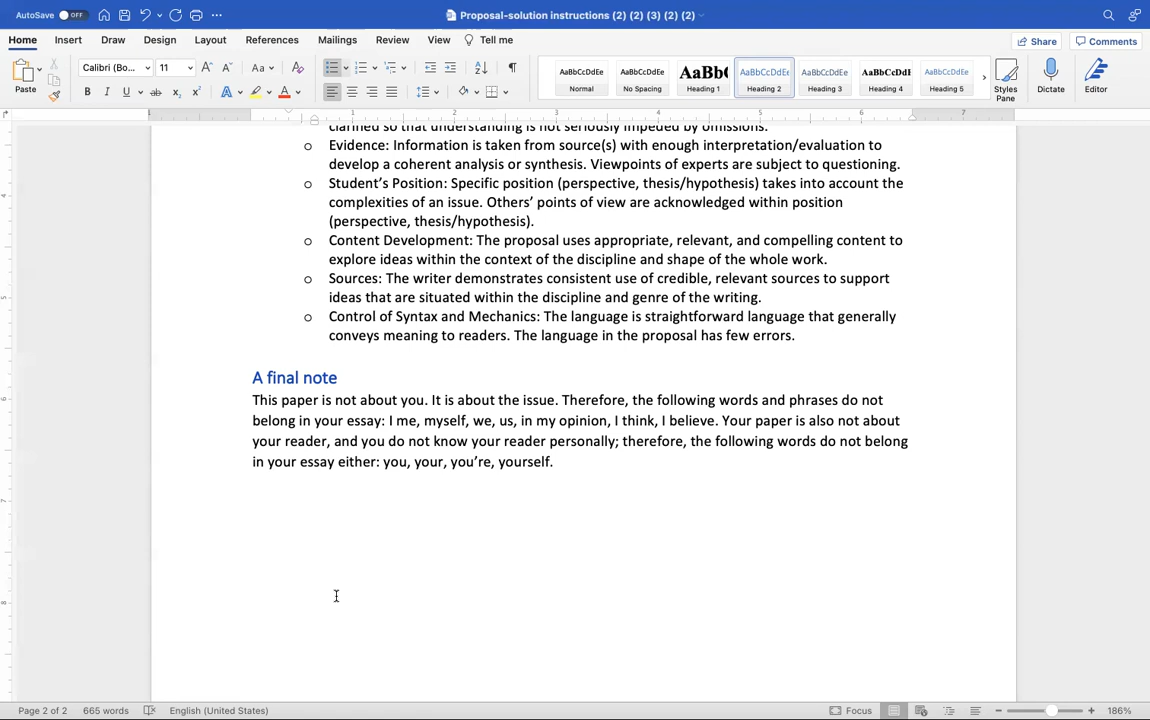 AutoSave OFF
Proposal-solution instructions (2) (2) (3) (2) (2)
Home Insert Draw Design Layout References Mailings Review View Tell me
Share Comments
Paste
Calibri (Bo... 11
AaBbCcDdEe Normal
AaBbCcDdEe No Spacing
AaBb( Heading 1
AaBbCcDdEe Heading 2
AaBbCcDdEe Heading 3
AaBbCcDdI Heading 4
AaBbCcDdEe Heading 5
Styles Pane
Dictate
Editor
clarified so that understanding is not seriously impeded by omissions.
o Evidence: Information is taken from source(s) with enough interpretation/evaluation to
develop a coherent analysis or synthesis. Viewpoints of experts are subject to questioning.
o Student's Position: Specific position (perspective, thesis/hypothesis) takes into account the
complexities of an issue. Others' points of view are acknowledged within position
(perspective, thesis/hypothesis).
o Content Development: The proposal uses appropriate, relevant, and compelling content to
explore ideas within the context of the discipline and shape of the whole work.
o Sources: The writer demonstrates consistent use of credible, relevant sources to support
ideas that are situated within the discipline and genre of the writing.
o Control of Syntax and Mechanics: The language is straightforward language that generally
conveys meaning to readers. The language in the proposal has few errors.
A final note
This paper is not about you. It is about the issue. Therefore, the following words and phrases do not
belong in your essay: I me, myself, we, us, in my opinion, I think, I believe. Your paper is also not about
your reader, and you do not know your reader personally; therefore, the following words do not belong
in your essay either: you, your, you're, yourself.
Page 2 of 2 665 words English (United States) Focus 186%